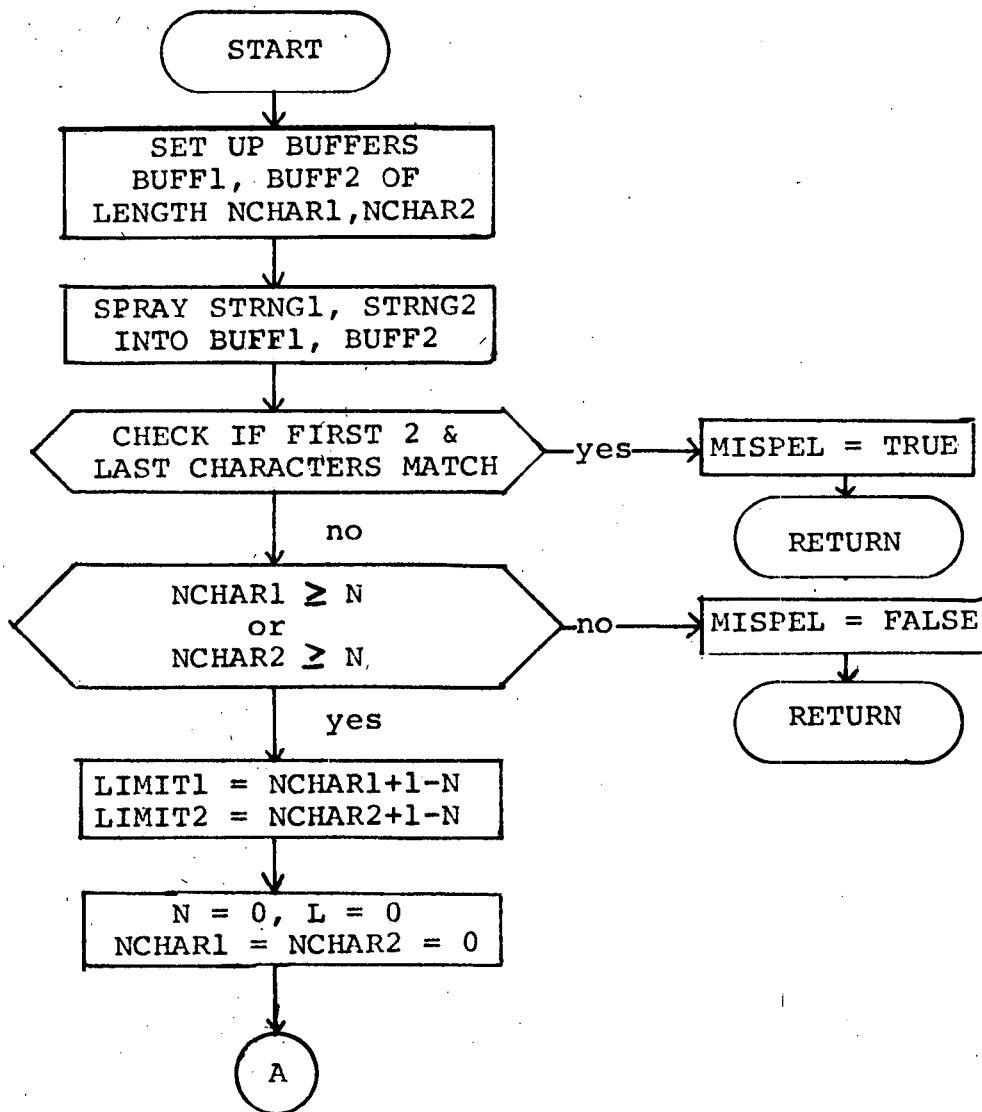 START
SET UP BUFFERS
BUFF1, BUFF2 OF
LENGTH NCHAR1,NCHAR2
SPRAY STRNG1, STRNG2
INTO BUFF1, BUFF2
CHECK IF FIRST 2 &
LAST CHARACTERS MATCH
yes
MISPEL = TRUE
RETURN
no
NCHAR1 ≥ N
or
NCHAR2 ≥ N
no
MISPEL = FALSE
RETURN
yes
LIMIT1 = NCHAR1+1-N
LIMIT2 = NCHAR2+1-N
N = 0, L = 0
NCHAR1 = NCHAR2 = 0
A